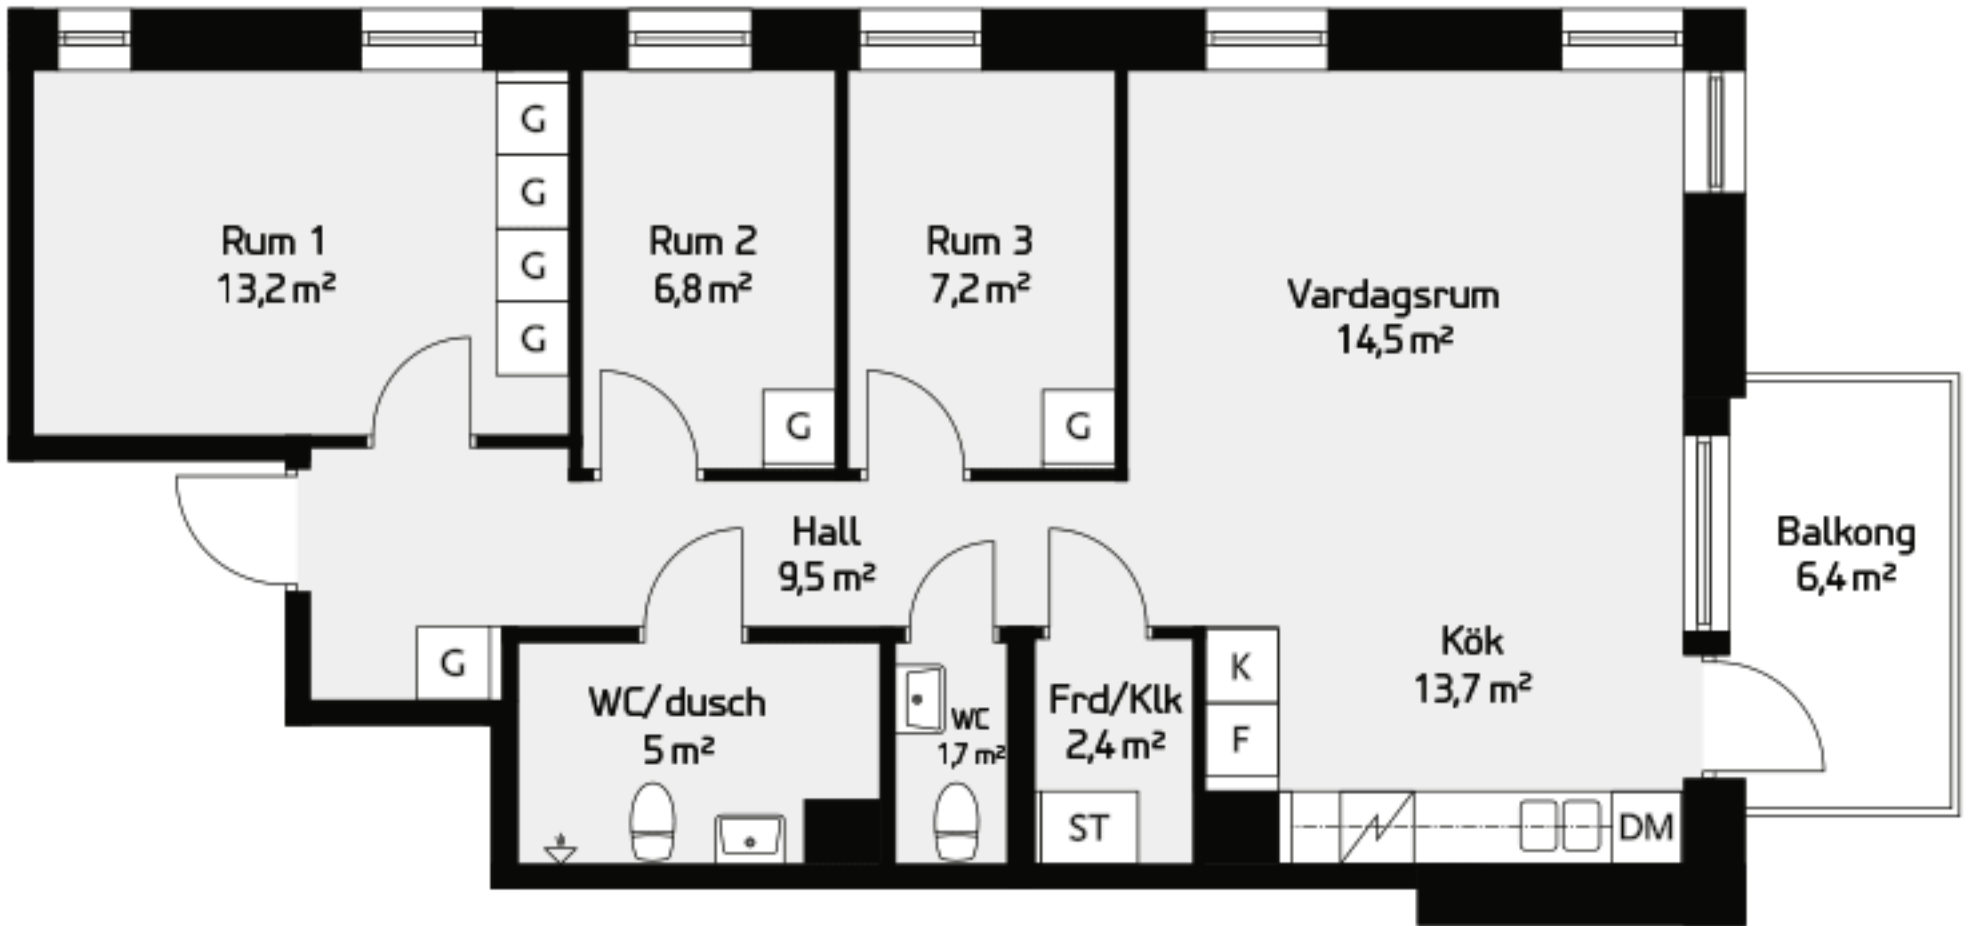 G
G
G
G
Rum 1
13,2 m²
Rum 2
6,8 m²
G
Rum 3
7,2 m²
G
Vardagsrum
14,5 m²
Hall
9,5 m²
Balkong
6,4 m²
G
WC/dusch
5 m²
WC
1,7 m²
Frd/Klk
2,4 m²
ST
K
F
Kök
13,7 m²
DM